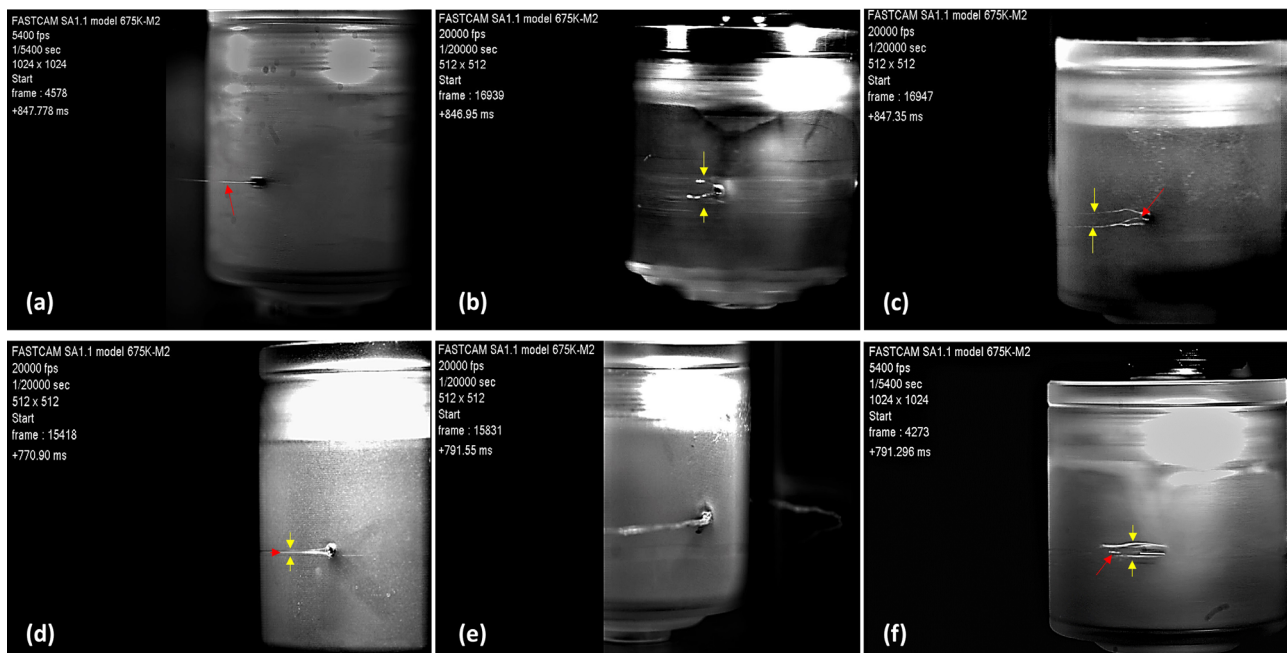 FASTCAM SA1.1 model 675K-M2
5400 fps
1/5400 sec
1024 x 1024
Start
frame : 4578
+847.778 ms
(a)
FASTCAM SA1.1 model 675K-M2
20000 fps
1/20000 sec
512 x 512
Start
frame : 16939
+846.95 ms
(b)
FASTCAM SA1.1 model 675K-M2
20000 fps
1/20000 sec
512 x 512
Start
frame : 16947
+847.35 ms
(c)
FASTCAM SA1.1 model 675K-M2
20000 fps
1/20000 sec
512 x 512
Start
frame : 15418
+770.90 ms
(d)
FASTCAM SA1.1 model 675K-M2
20000 fps
1/20000 sec
512 x 512
Start
frame : 15831
+791.55 ms
(e)
FASTCAM SA1.1 model 675K-M2
5400 fps
1/5400 sec
1024 x 1024
Start
frame : 4273
+791.296 ms
(f)